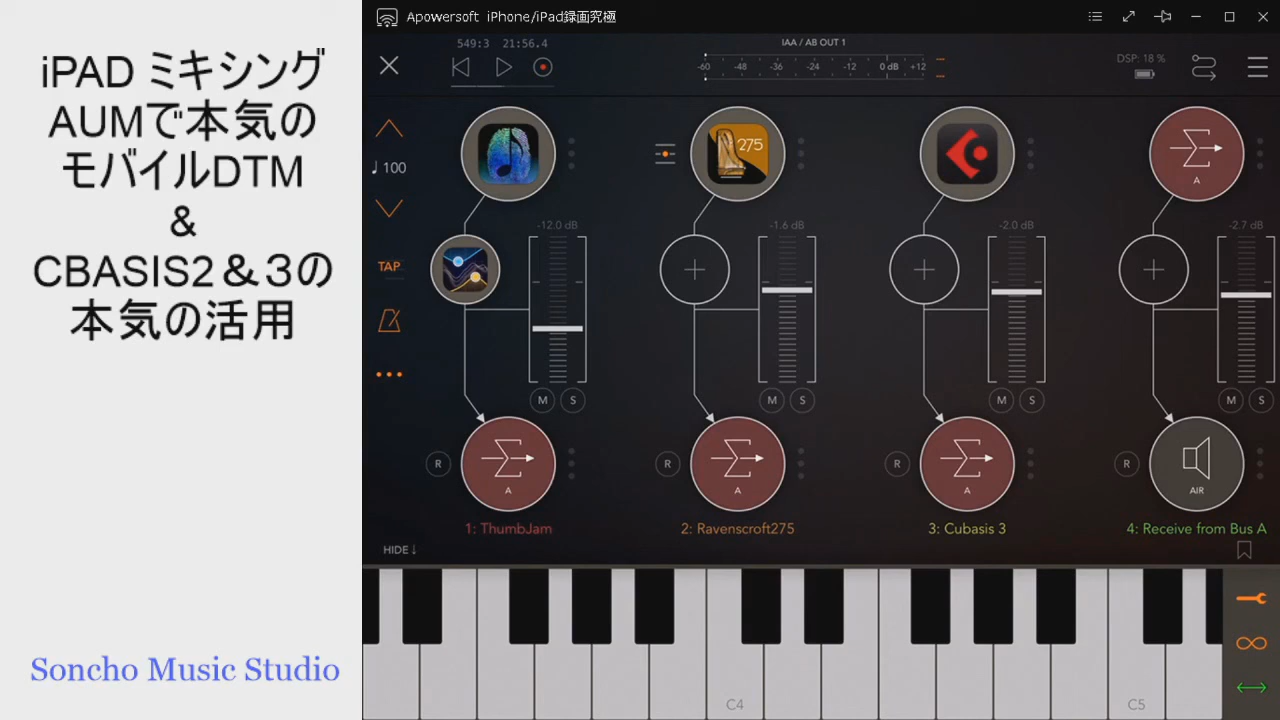 iPAD ミキシング
AUMで本気の
モバイルDTM
&
CBASIS2＆３の
本気の活用
Soncho Music Studio
Apowersoft iPhone/iPad録画究極
549:3 21:56.4
IAA / AB OUT 1
-60 -48 -36 -24 -12 0 dB +12
DSP: 18 %
♩100
TAP
275
A
-12.0 dB
-1.6 dB
-2.0 dB
-2.7 dB
M S
M S
M S
M S
R A
R A
R A
R AIR
1: ThumbJam
2: Ravenscroft275
3: Cubasis 3
4: Receive from Bus A
HIDE↓
C4
C5